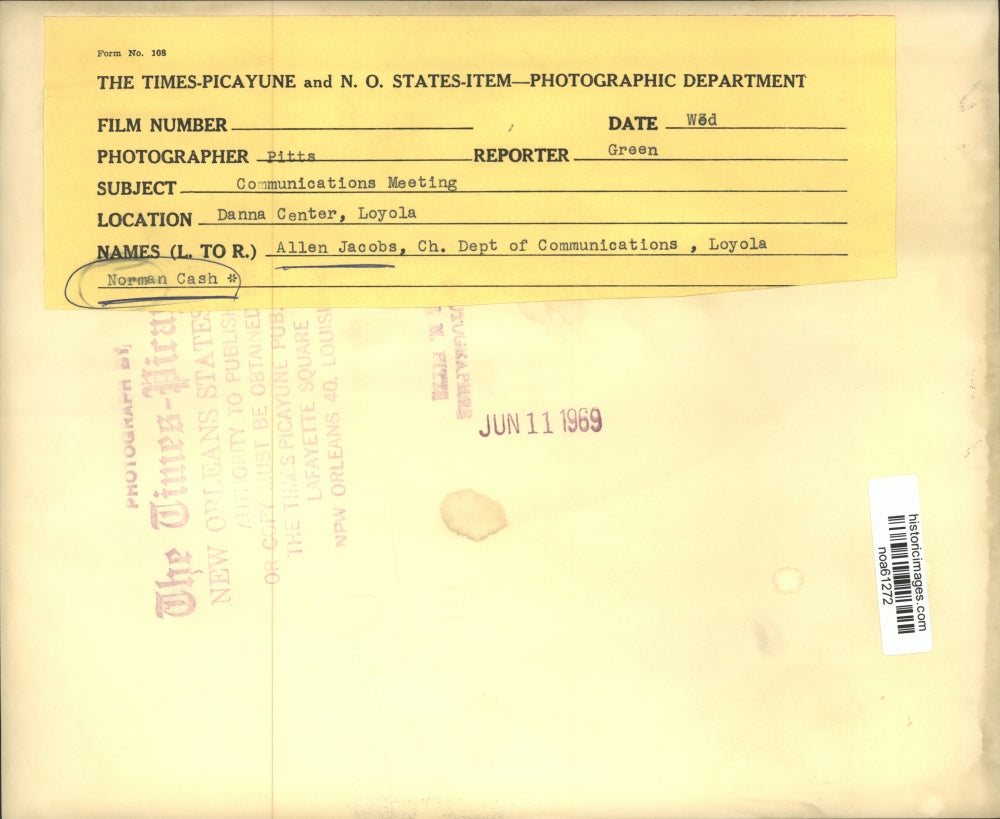 Form No. 108
THE TIMES-PICAYUNE and N. O. STATES-ITEM—PHOTOGRAPHIC DEPARTMENT
FILM NUMBER
DATE Wed
PHOTOGRAPHER Pitts REPORTER Green
SUBJECT Communications Meeting
LOCATION Danna Center, Loyola
NAMES (L. TO R.) Allen Jacobs, Ch. Dept of Communications , Loyola
Norman Cash *
PHOTOGRAPH BY
The Times-Picay
NEW ORLEANS STATES
AUTHORITY TO PUBLISH
OR COPY MUST BE OBTAINED
THE TIMES PICAYUNE PUB.
LAFAYETTE SQUARE
NEW ORLEANS 40, LOUISI
JUN 11 1969
historicimages.com
noa61272